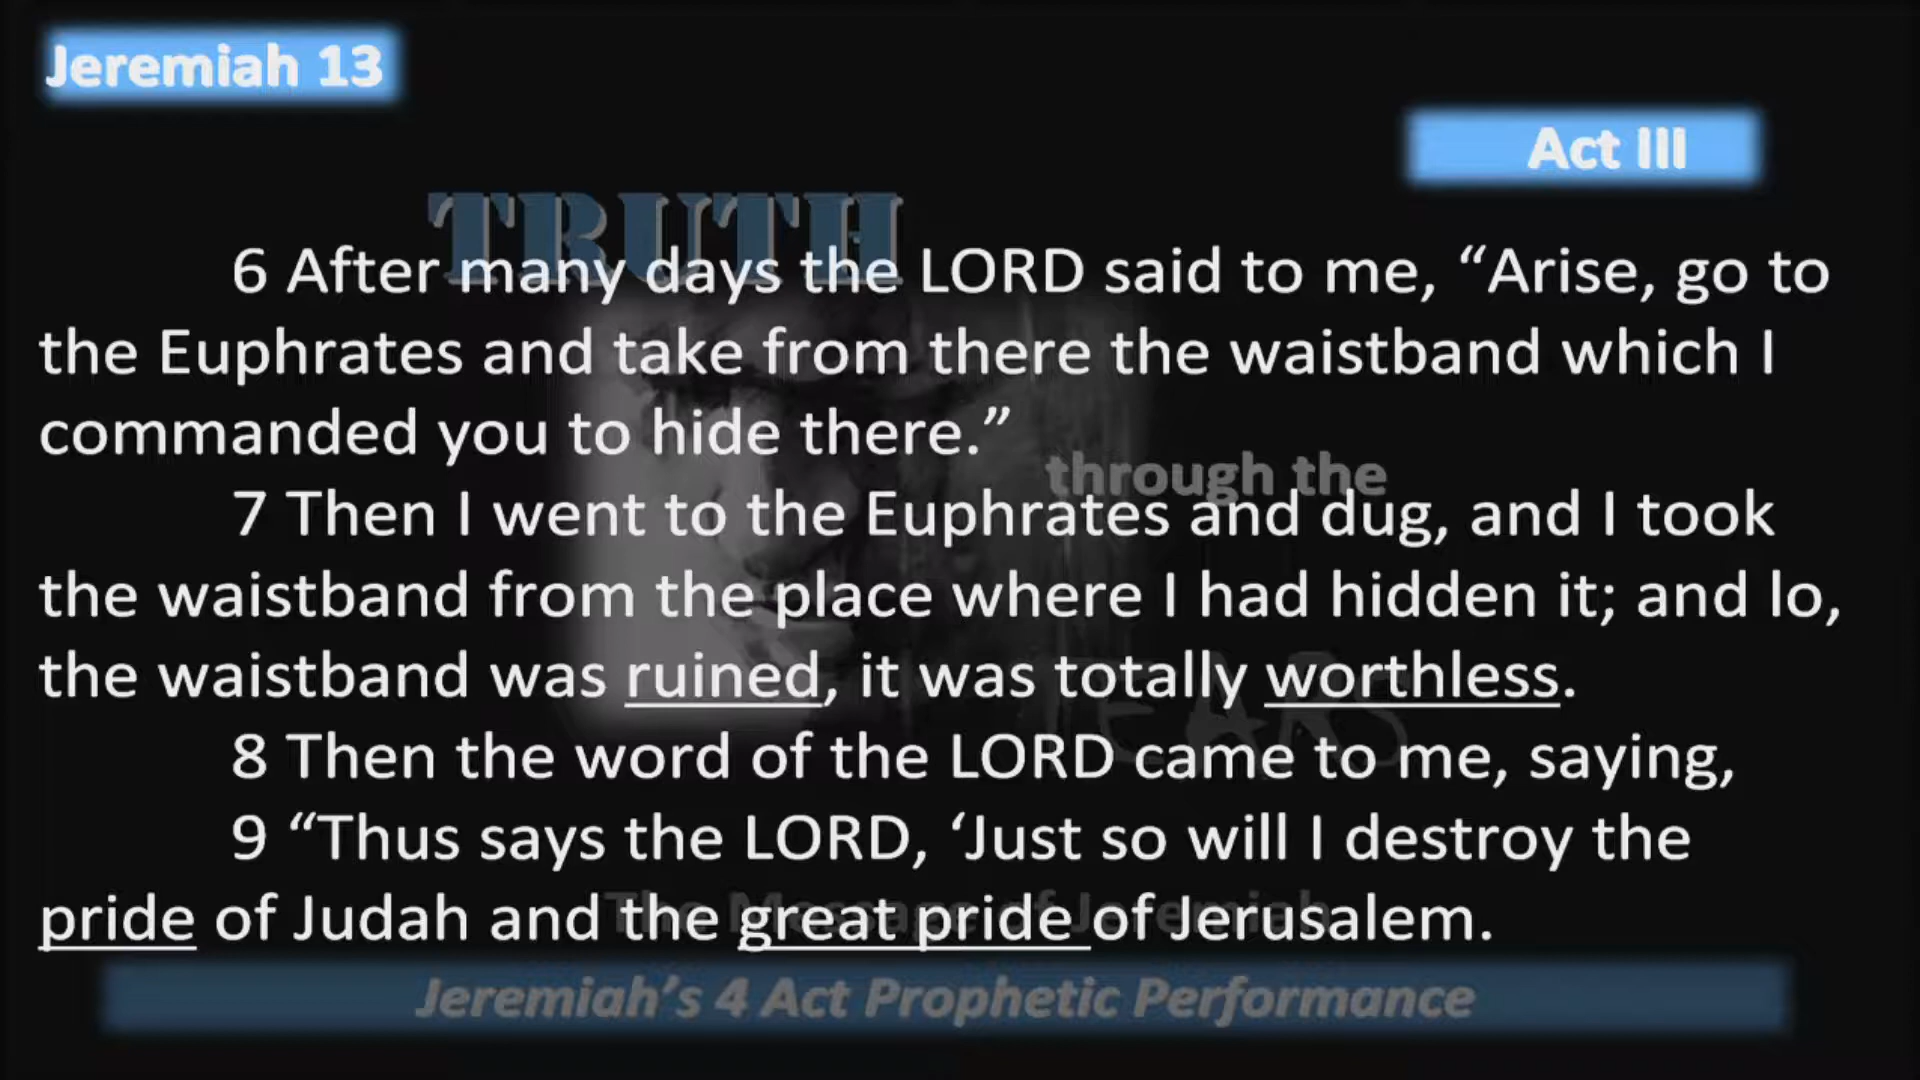 Jeremiah 13
Act III
TRUTH
6 After many days the LORD said to me, “Arise, go to
the Euphrates and take from there the waistband which I
commanded you to hide there.”
through the
7 Then I went to the Euphrates and dug, and I took
the waistband from the place where I had hidden it; and lo,
the waistband was ruined, it was totally worthless.
TEARS
8 Then the word of the LORD came to me, saying,
9 “Thus says the LORD, ‘Just so will I destroy the
The Message of Jeremiah
pride of Judah and the great pride of Jerusalem.
Jeremiah’s 4 Act Prophetic Performance